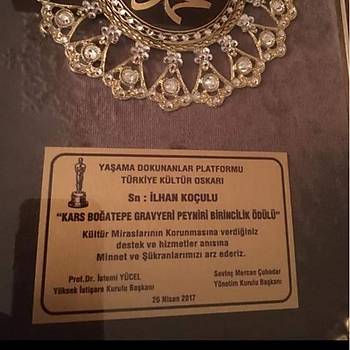 YAŞAMA DOKUNANLAR PLATFORMU
TÜRKİYE KÜLTÜR OSKARI
Sn : İLHAN KOÇULU
“KARS BOĞATEPE GRAVYERİ PEYNİRİ BİRİNCİLİK ÖDÜLÜ”
Kültür Miraslarının Korunmasına verdiğiniz
destek ve hizmetler anısına
Minnet ve Şükranlarımızı arz ederiz.
Prof.Dr. İstemi YÜCEL
Yüksek İstişare Kurulu Başkanı
Sevinç Mercan Çuhadar
Yönetim Kurulu Başkanı
26 Nisan 2017